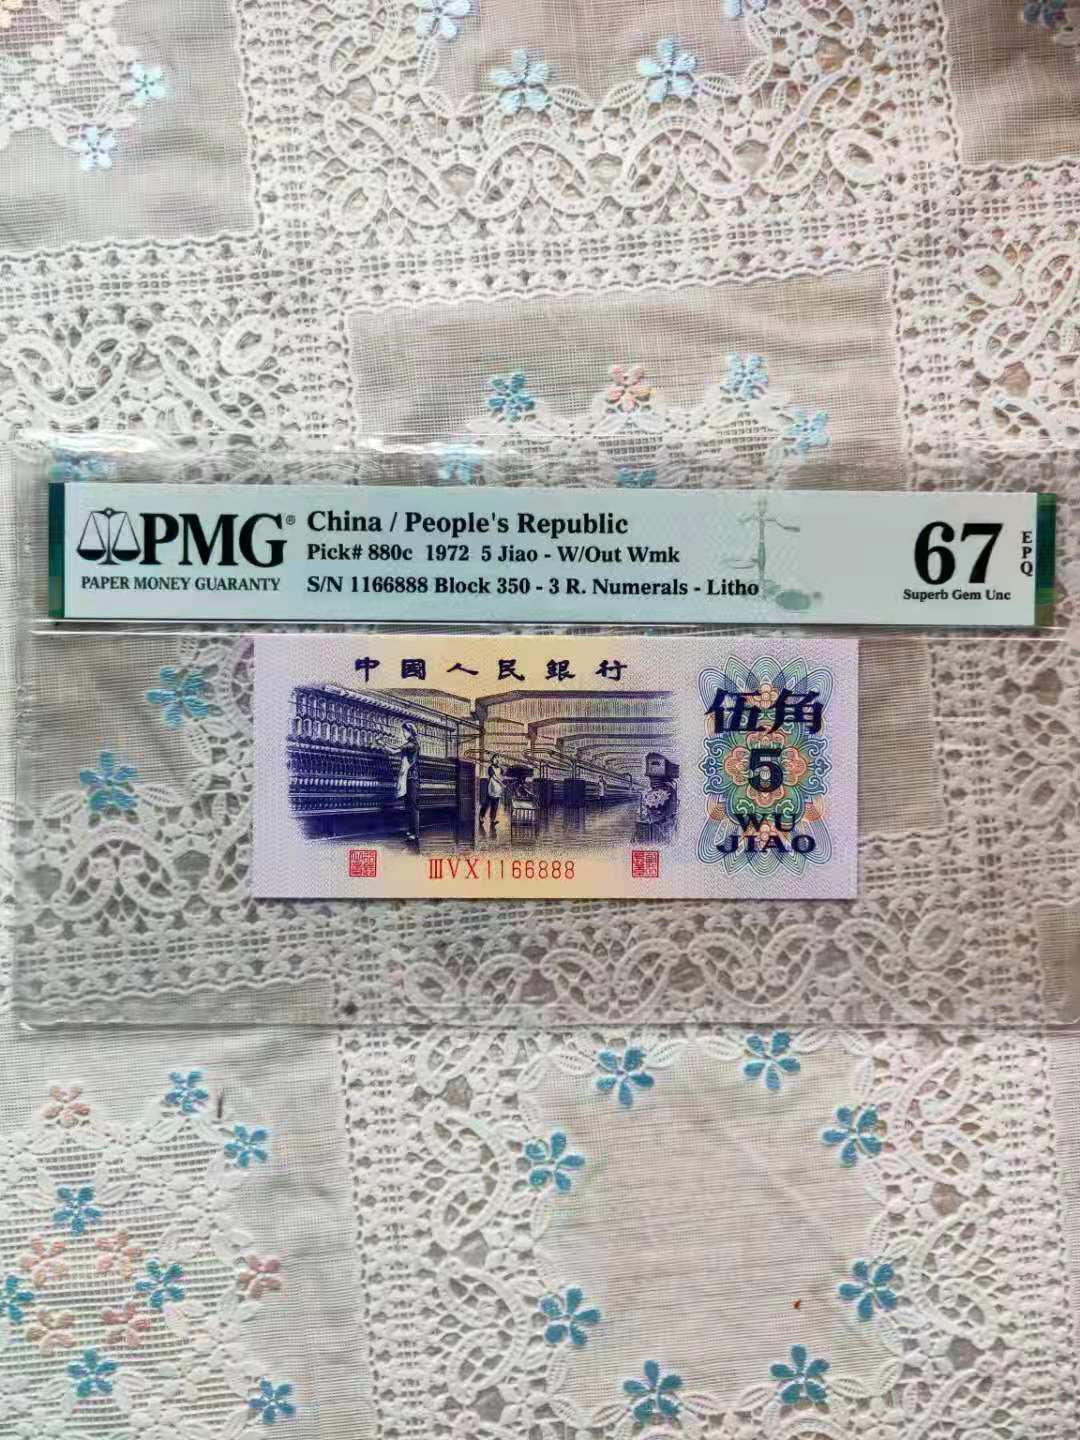 PMG®
PAPER MONEY GUARANTY
China / People's Republic
Pick# 880c 1972 5 Jiao - W/Out Wmk
S/N 1166888 Block 350 - 3 R. Numerals - Litho
67
EPQ
Superb Gem Unc
中國人民銀行
伍角
5
WU
JIAO
ⅢⅤⅩ1166888